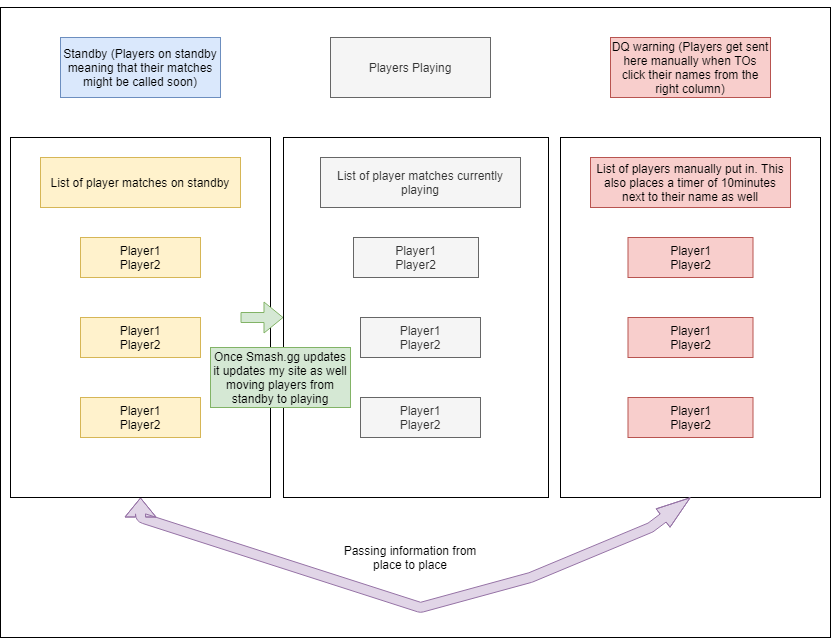 Standby (Players on standby
meaning that their matches
might be called soon)
Players Playing
DQ warning (Players get sent
here manually when TOs
click their names from the
right column)
List of player matches on standby
List of player matches currently
playing
List of players manually put in. This
also places a timer of 10minutes
next to their name as well
Player1
Player2
Player1
Player2
Player1
Player2
Player1
Player2
Player1
Player2
Player1
Player2
Once Smash.gg updates
it updates my site as well
moving players from
standby to playing
Player1
Player2
Player1
Player2
Player1
Player2
Passing information from
place to place